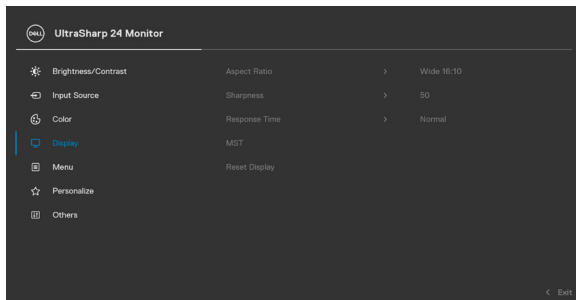 DELL UltraSharp 24 Monitor
Brightness/Contrast Aspect Ratio > Wide 16:10
Input Source Sharpness > 50
Color Response Time > Normal
Display MST
Menu Reset Display
Personalize
Others
< Exit